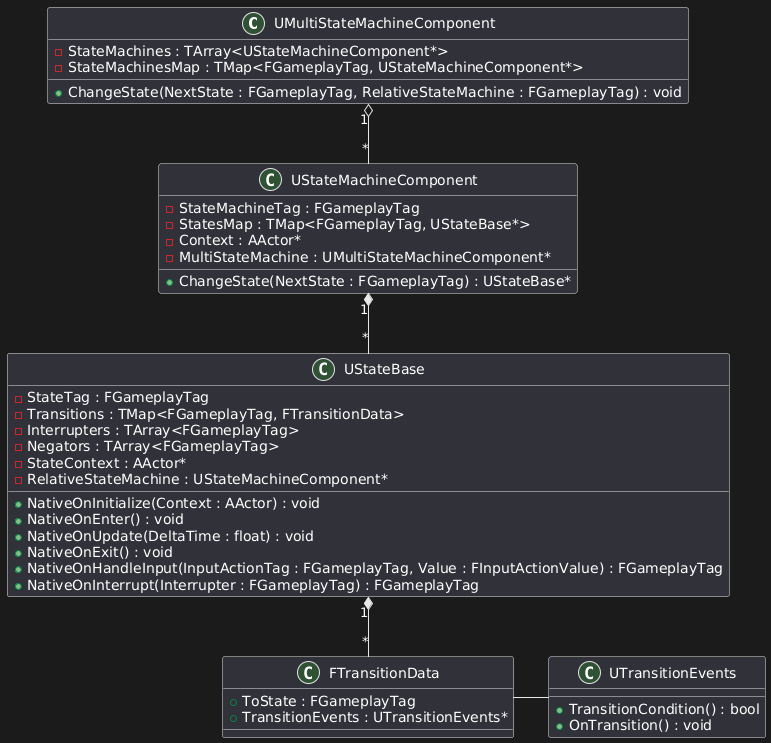 C UMultiStateMachineComponent
StateMachines : TArray<UStateMachineComponent*>
StateMachinesMap : TMap<FGameplayTag, UStateMachineComponent*>
ChangeState(NextState : FGameplayTag, RelativeStateMachine : FGameplayTag) : void
1
*
C UStateMachineComponent
StateMachineTag : FGameplayTag
StatesMap : TMap<FGameplayTag, UStateBase*>
Context : AActor*
MultiStateMachine : UMultiStateMachineComponent*
ChangeState(NextState : FGameplayTag) : UStateBase*
1
*
C UStateBase
StateTag : FGameplayTag
Transitions : TMap<FGameplayTag, FTransitionData>
Interrupters : TArray<FGameplayTag>
Negators : TArray<FGameplayTag>
StateContext : AActor*
RelativeStateMachine : UStateMachineComponent*
NativeOnInitialize(Context : AActor) : void
NativeOnEnter() : void
NativeOnUpdate(DeltaTime : float) : void
NativeOnExit() : void
NativeOnHandleInput(InputActionTag : FGameplayTag, Value : FInputActionValue) : FGameplayTag
NativeOnInterrupt(Interrupter : FGameplayTag) : FGameplayTag
1
*
C FTransitionData
ToState : FGameplayTag
TransitionEvents : UTransitionEvents*
C UTransitionEvents
TransitionCondition() : bool
OnTransition() : void